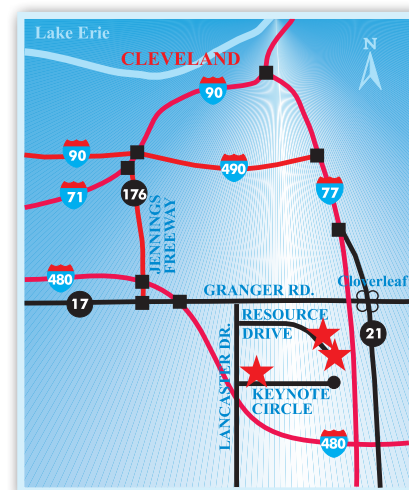 Lake Erie
CLEVELAND
N
90
90
490
71
176
77
JENNINGS
FREEWAY
480
Cloverleaf
17
GRANGER RD.
RESOURCE
DRIVE
21
LANCASTER DR.
KEYNOTE
CIRCLE
480